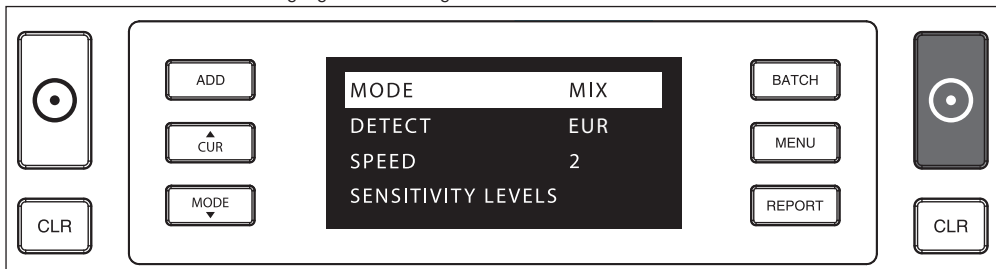 ADD
CUR
MODE
CLR
MODE MIX
DETECT EUR
SPEED 2
SENSITIVITY LEVELS
BATCH
MENU
REPORT
CLR